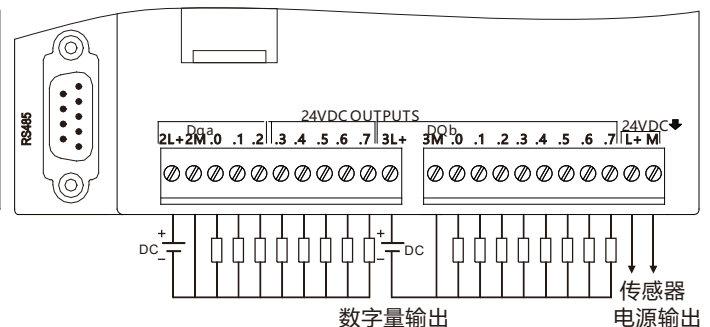 RS485
24VDC OUTPUTS
Dqa
DQb
24VDC
2L+ 2M .0 .1 .2 .3 .4 .5 .6 .7 3L+
3M .0 .1 .2 .3 .4 .5 .6 .7 L+ M
+
DC
−
+
DC
−
数字量输出
传感器
电源输出